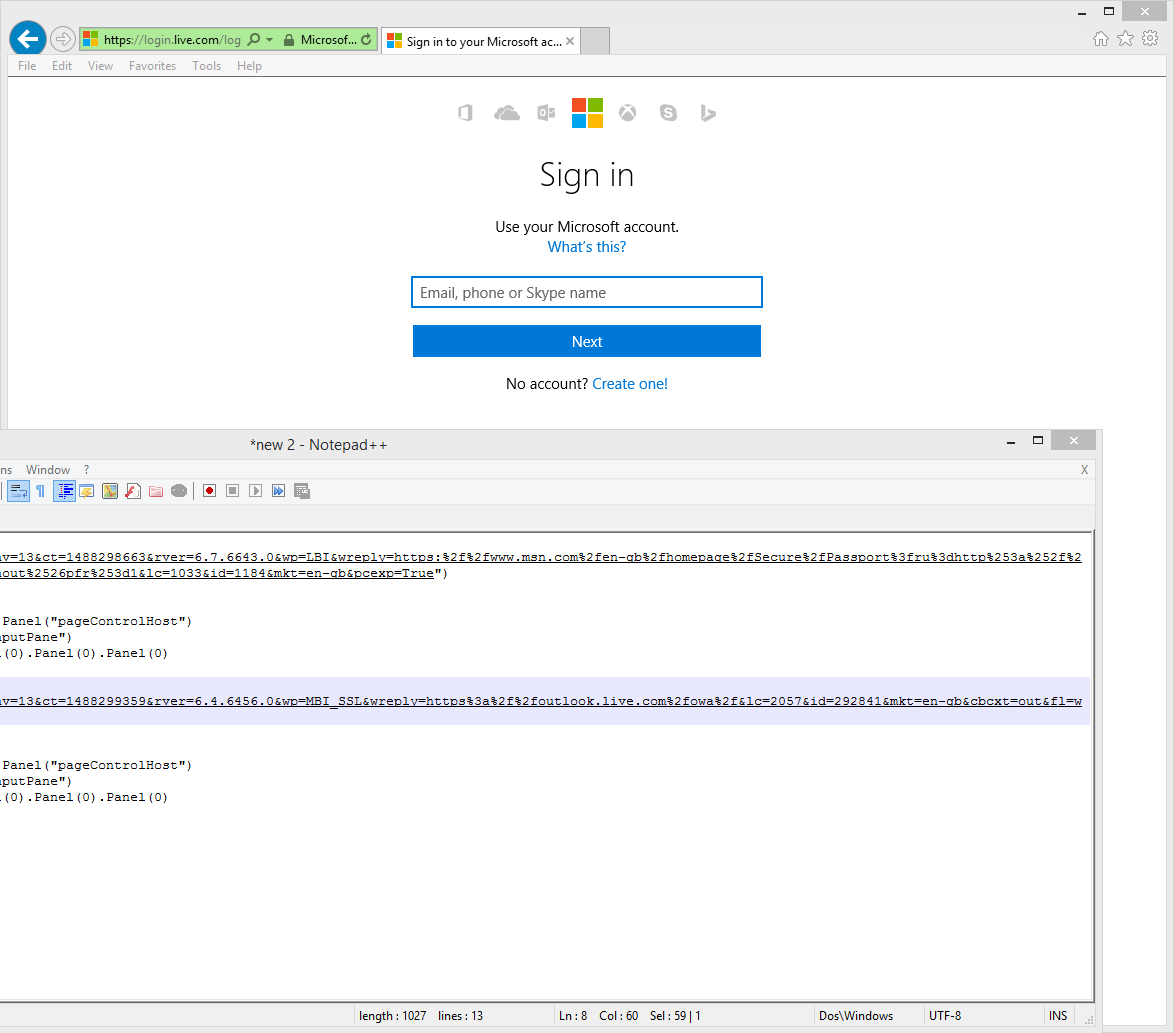 https://login.live.com/log
Microsof...
Sign in to your Microsoft ac...
File Edit View Favorites Tools Help
Sign in
Use your Microsoft account.
What's this?
Email, phone or Skype name
Next
No account? Create one!
*new 2 - Notepad++
ns Window ? X
v=13&ct=1488298663&rver=6.7.6643.0&wp=LBI&wreply=https:%2f%2fwww.msn.com%2fen-gb%2fhomepage%2fSecure%2fPassport%3fru%3dhttp%253a%252f%2
out%2526pfr%253d1&lc=1033&id=1184&mkt=en-gb&pcexp=True")
Panel("pageControlHost")
nputPane")
(0).Panel(0).Panel(0)
v=13&ct=1488299359&rver=6.4.6456.0&wp=MBI_SSL&wreply=https%3a%2f%2foutlook.live.com%2fowa%2f&lc=2057&id=292841&mkt=en-gb&cbcxt=out&fl=w
Panel("pageControlHost")
nputPane")
(0).Panel(0).Panel(0)
length : 1027 lines : 13 Ln : 8 Col : 60 Sel : 59 | 1 Dos\Windows UTF-8 INS